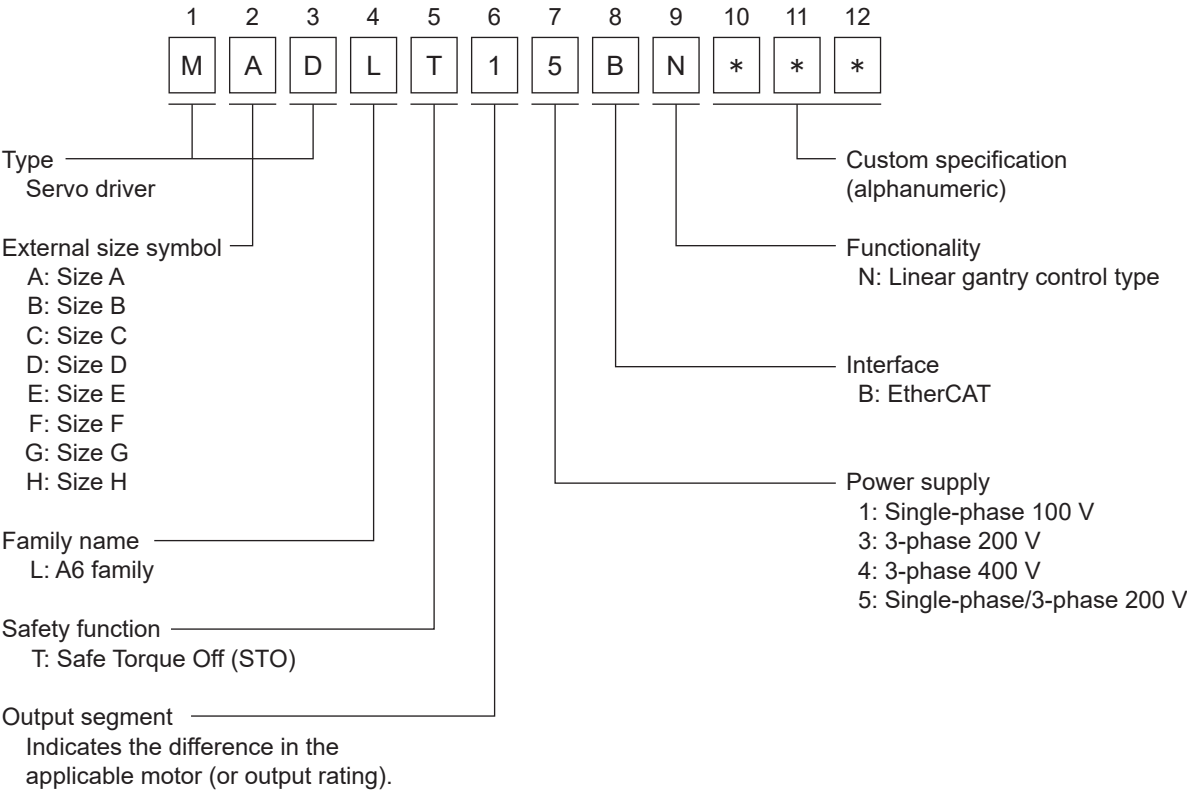 1 2 3 4 5 6 7 8 9 10 11 12
M A D L T 1 5 B N * * *
Type
Servo driver
External size symbol
A: Size A
B: Size B
C: Size C
D: Size D
E: Size E
F: Size F
G: Size G
H: Size H
Family name
L: A6 family
Safety function
T: Safe Torque Off (STO)
Output segment
Indicates the difference in the
applicable motor (or output rating).
Custom specification
(alphanumeric)
Functionality
N: Linear gantry control type
Interface
B: EtherCAT
Power supply
1: Single-phase 100 V
3: 3-phase 200 V
4: 3-phase 400 V
5: Single-phase/3-phase 200 V